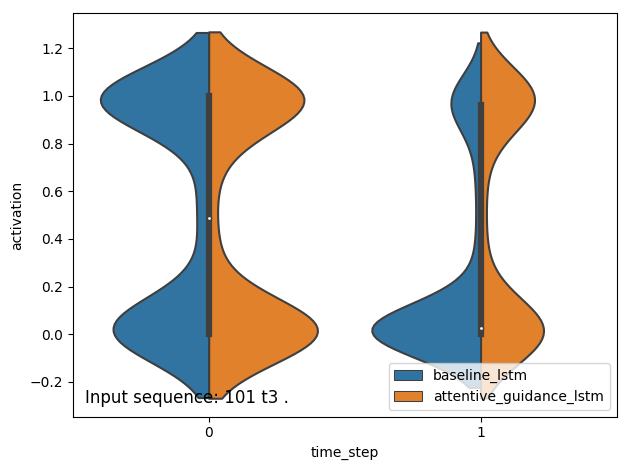 1.2
1.0
0.8
0.6
0.4
0.2
0.0
−0.2
activation
Input sequence: 101 t3 .
baseline_lstm
attentive_guidance_lstm
0
1
time_step